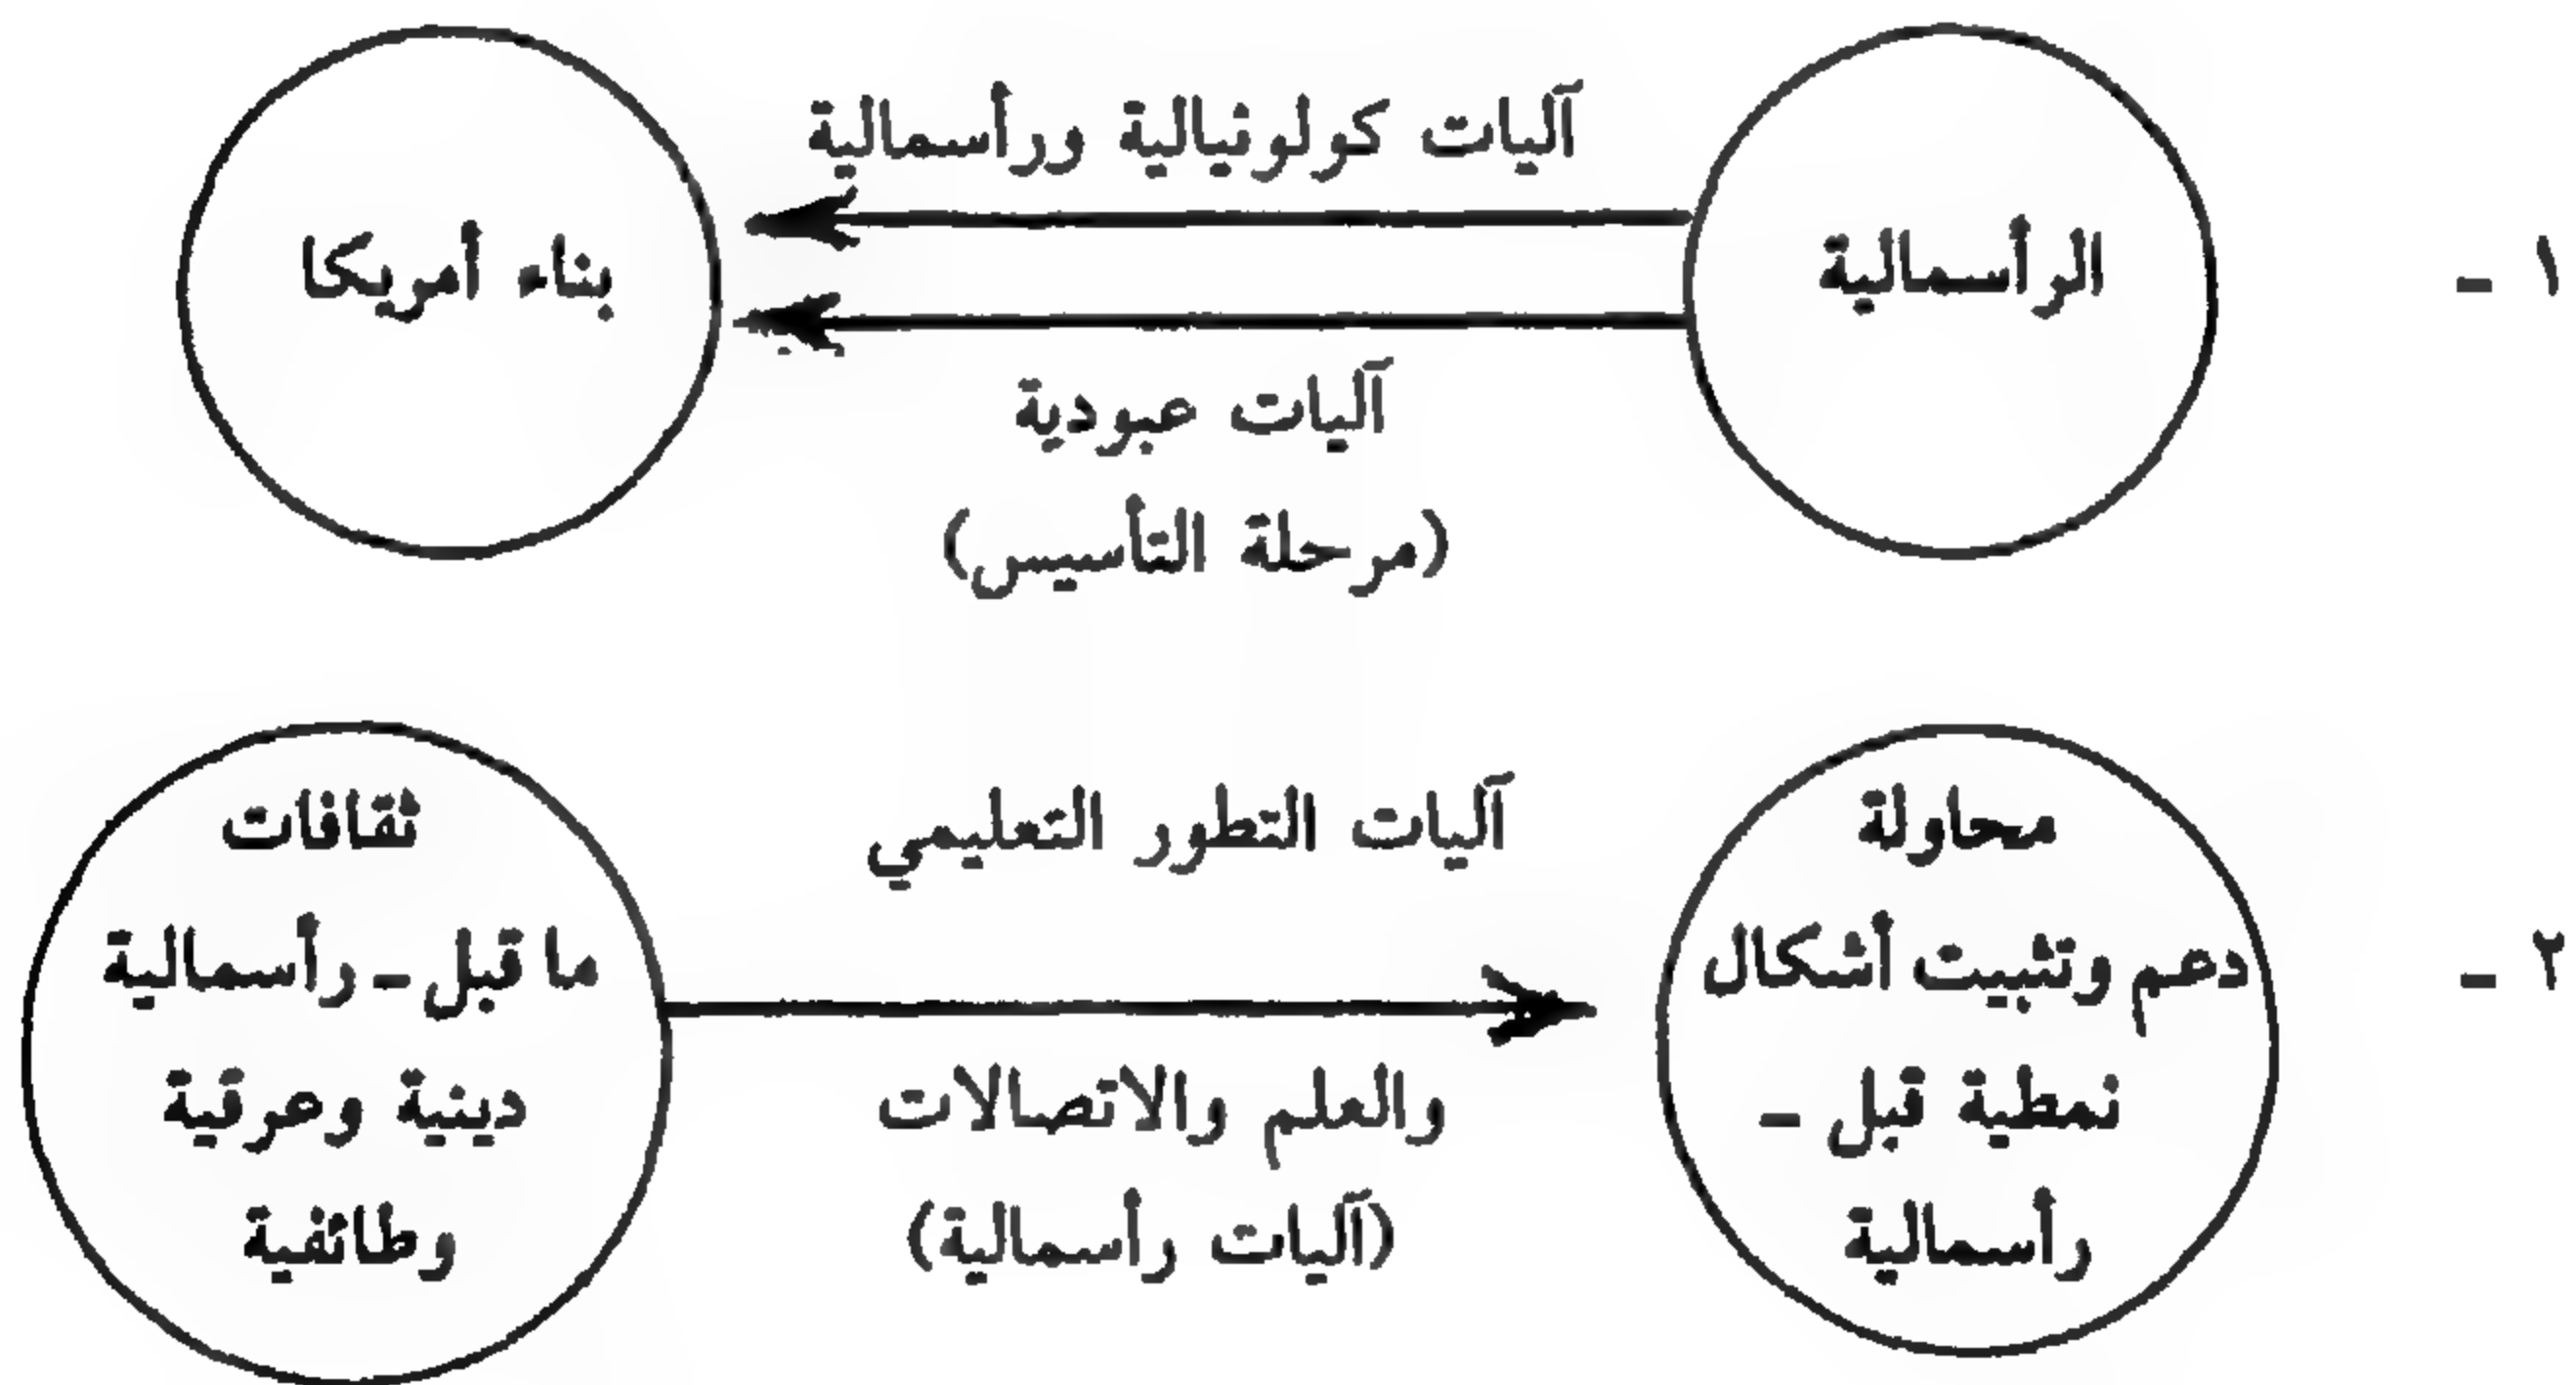 ١ -
الرأسمالية
آليات كولونيالية ورأسمالية
آليات عبودية
(مرحلة التأسيس)
بناء أمريكا
٢ -
محاولة
دعم وتثبيت أشكال
نمطية قبل -
رأسمالية
آليات التطور التعليمي
والعلم والاتصالات
(آليات رأسمالية)
ثقافات
ما قبل - رأسمالية
دينية وعرقية
وطائفية